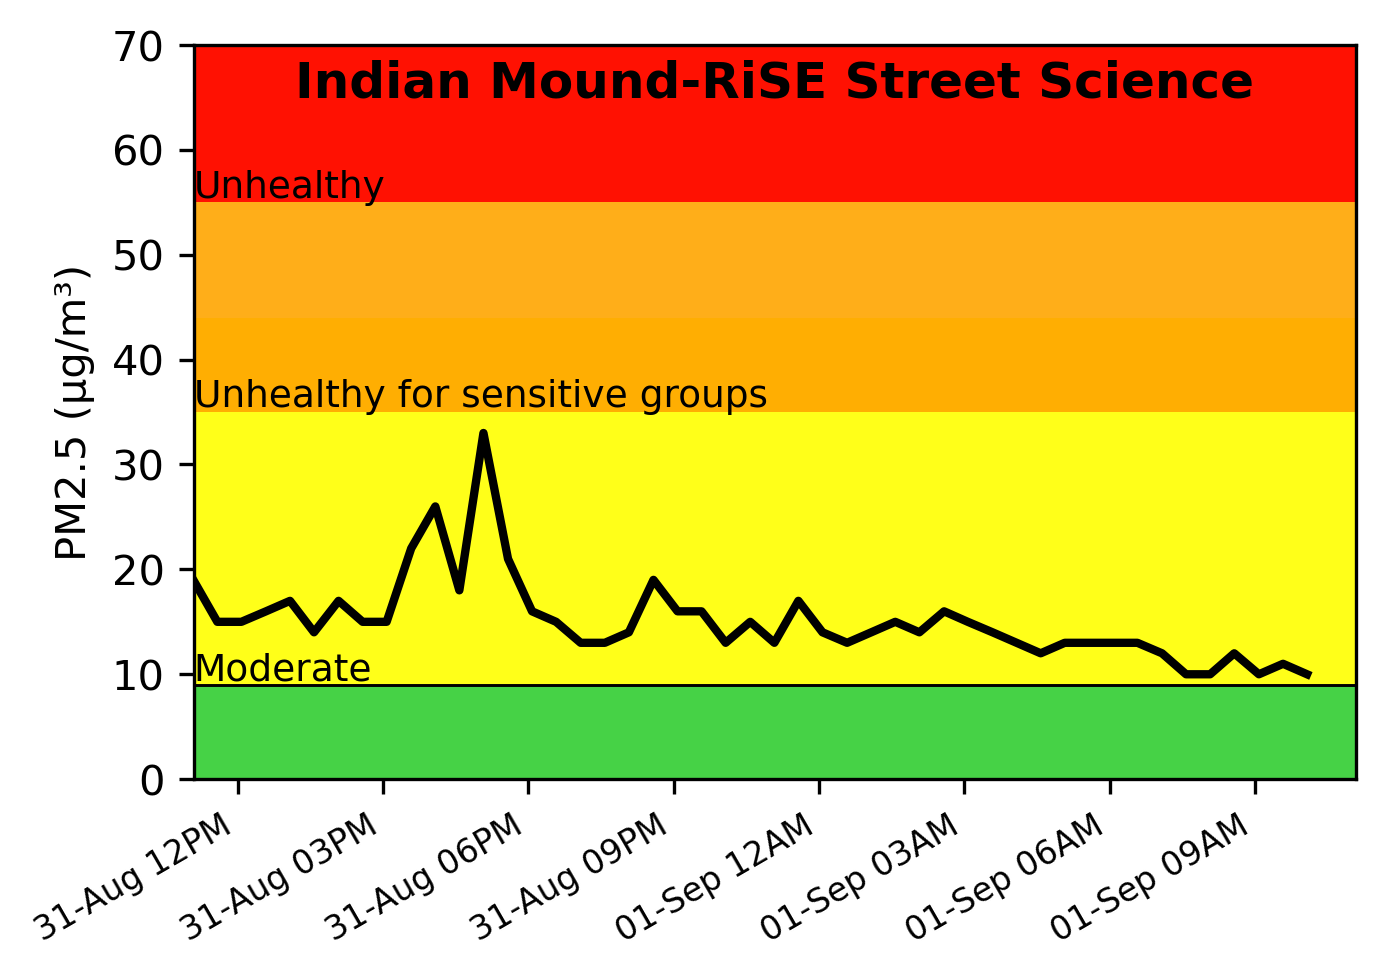 Indian Mound-RiSE Street Science
70
60
50
40
30
20
10
0
PM2.5 (μg/m³)
Unhealthy
Unhealthy for sensitive groups
Moderate
31-Aug 12PM
31-Aug 03PM
31-Aug 06PM
31-Aug 09PM
01-Sep 12AM
01-Sep 03AM
01-Sep 06AM
01-Sep 09AM